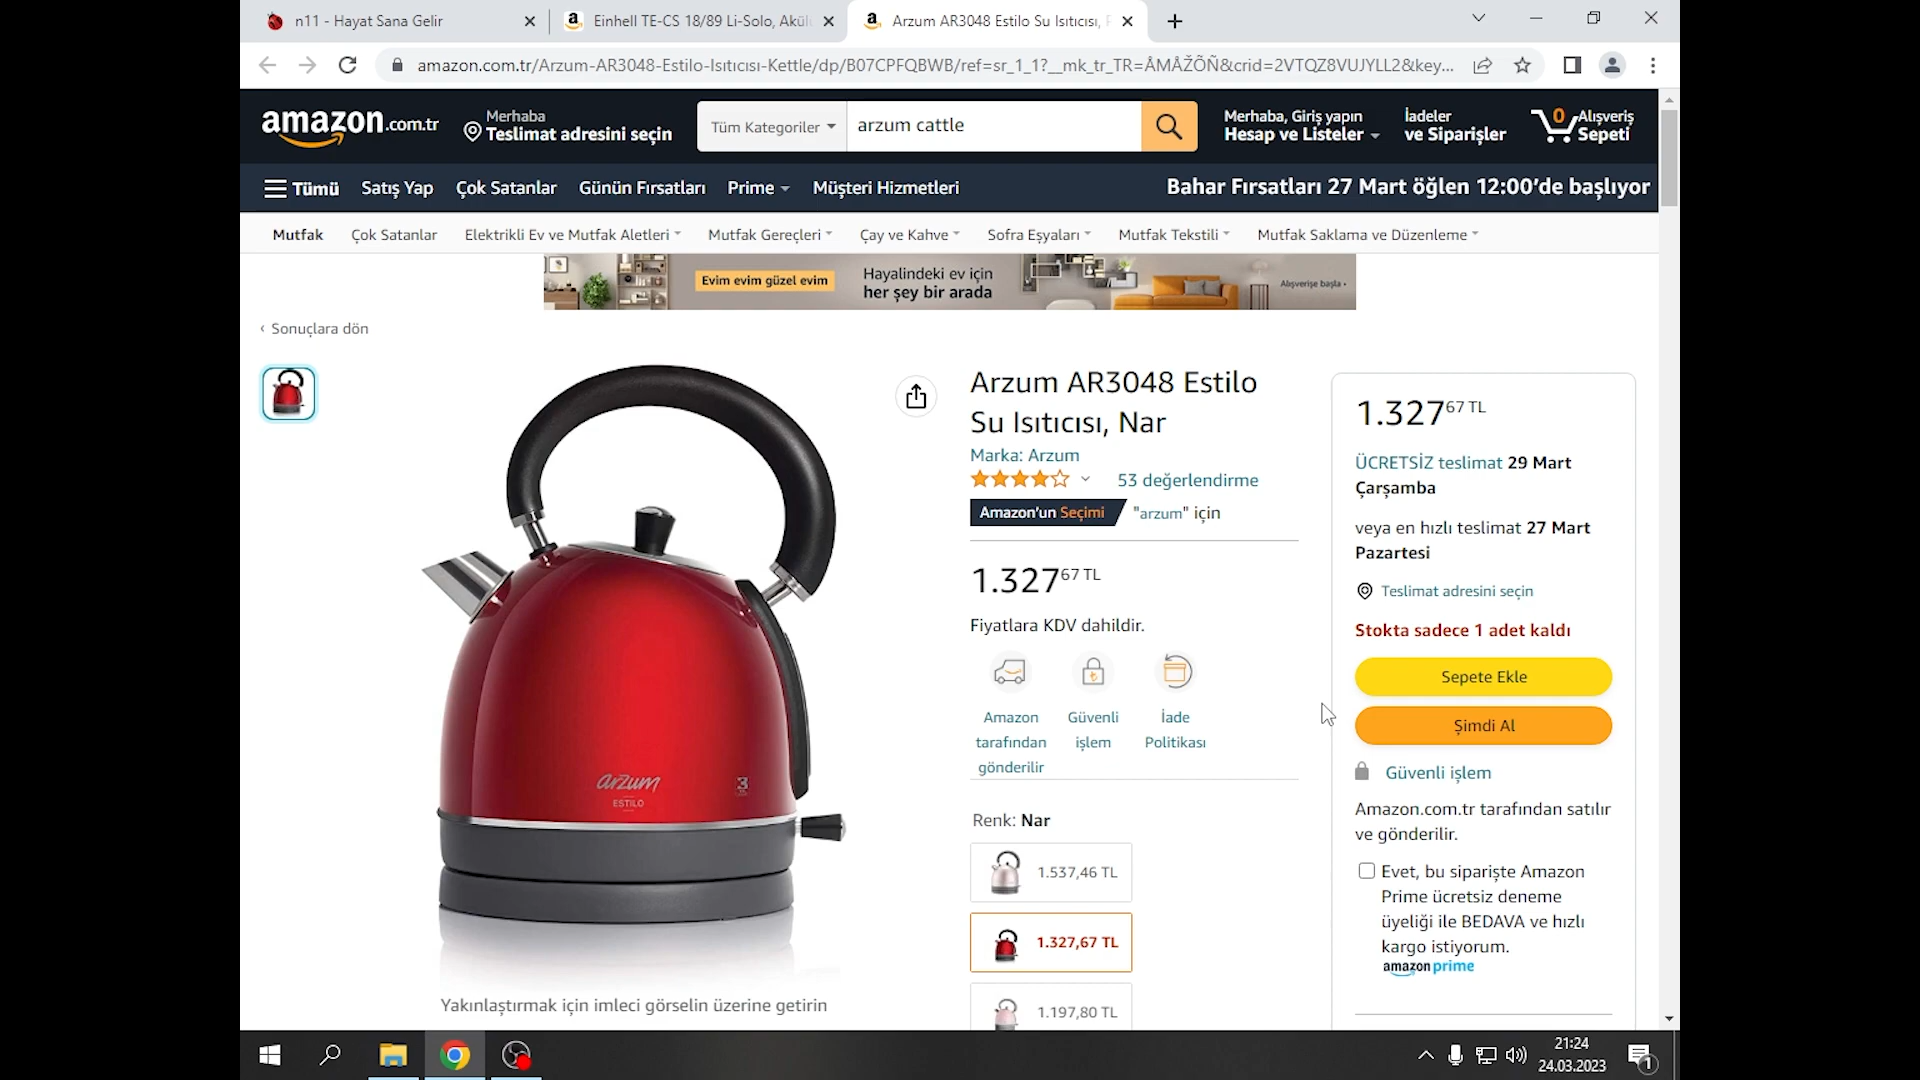 n11 - Hayat Sana Gelir
Einhell TE-CS 18/89 Li-Solo, Akül
Arzum AR3048 Estilo Su Isıtıcısı,
amazon.com.tr/Arzum-AR3048-Estilo-Isıtıcısı-Kettle/dp/B07CPFQBWB/ref=sr_1_1?__mk_tr_TR=ÅMÅŽÕÑ&crid=2VTQZ8VUJYLL2&key...
amazon.com.tr
Merhaba
Teslimat adresini seçin
Tüm Kategoriler
arzum cattle
Merhaba, Giriş yapın
Hesap ve Listeler
İadeler
ve Siparişler
0
Alışveriş
Sepeti
Tümü
Satış Yap
Çok Satanlar
Günün Fırsatları
Prime
Müşteri Hizmetleri
Bahar Fırsatları 27 Mart öğlen 12:00’de başlıyor
Mutfak
Çok Satanlar
Elektrikli Ev ve Mutfak Aletleri
Mutfak Gereçleri
Çay ve Kahve
Sofra Eşyaları
Mutfak Tekstili
Mutfak Saklama ve Düzenleme
Evim evim güzel evim
Hayalindeki ev için
her şey bir arada
Alışverişe başla ›
‹ Sonuçlara dön
arzum
ESTILO
3
Yakınlaştırmak için imleci görselin üzerine getirin
Arzum AR3048 Estilo
Su Isıtıcısı, Nar
Marka: Arzum
53 değerlendirme
Amazon'un Seçimi
"arzum" için
1.327 67 TL
Fiyatlara KDV dahildir.
Amazon
tarafından
gönderilir
Güvenli
işlem
İade
Politikası
Renk: Nar
1.537,46 TL
1.327,67 TL
1.197,80 TL
1.327 67 TL
ÜCRETSİZ teslimat 29 Mart
Çarşamba
veya en hızlı teslimat 27 Mart
Pazartesi
Teslimat adresini seçin
Stokta sadece 1 adet kaldı
Sepete Ekle
Şimdi Al
Güvenli işlem
Amazon.com.tr tarafından satılır
ve gönderilir.
Evet, bu siparişte Amazon
Prime ücretsiz deneme
üyeliği ile BEDAVA ve hızlı
kargo istiyorum.
amazon prime
21:24
24.03.2023
1